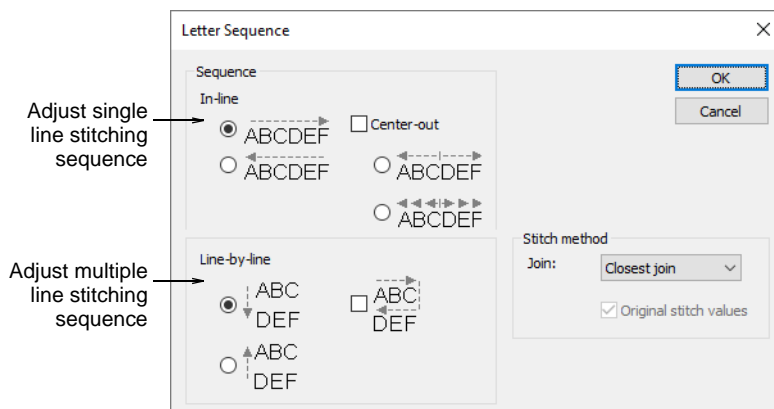 Letter Sequence
Sequence
In-line
OK
Cancel
Adjust single
line stitching
sequence
ABCDEF
Center-out
ABCDEF
ABCDEF
ABCDEF
Line-by-line
Stitch method
Join:
Closest join
Original stitch values
Adjust multiple
line stitching
sequence
ABC
DEF
ABC
DEF
ABC
DEF